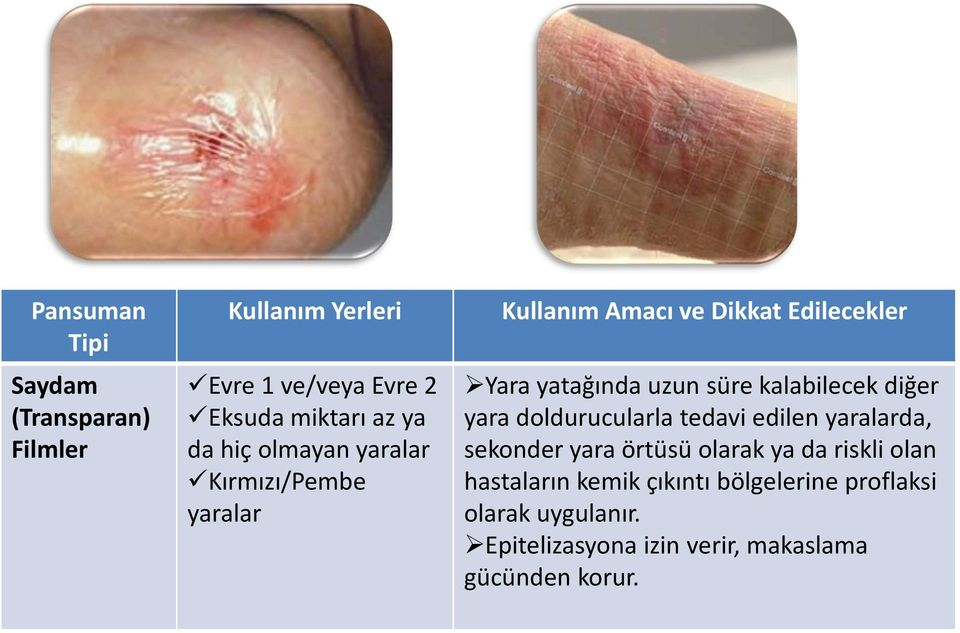 Comfeel
Comfeel
Comfeel
Pansuman
Tipi
Kullanım Yerleri
Kullanım Amacı ve Dikkat Edilecekler
Saydam
(Transparan)
Filmler
✓Evre 1 ve/veya Evre 2
✓Eksuda miktarı az ya
da hiç olmayan yaralar
✓Kırmızı/Pembe
yaralar
➢Yara yatağında uzun süre kalabilecek diğer
yara doldurucularla tedavi edilen yaralarda,
sekonder yara örtüsü olarak ya da riskli olan
hastaların kemik çıkıntı bölgelerine proflaksi
olarak uygulanır.
➢Epitelizasyona izin verir, makaslama
gücünden korur.